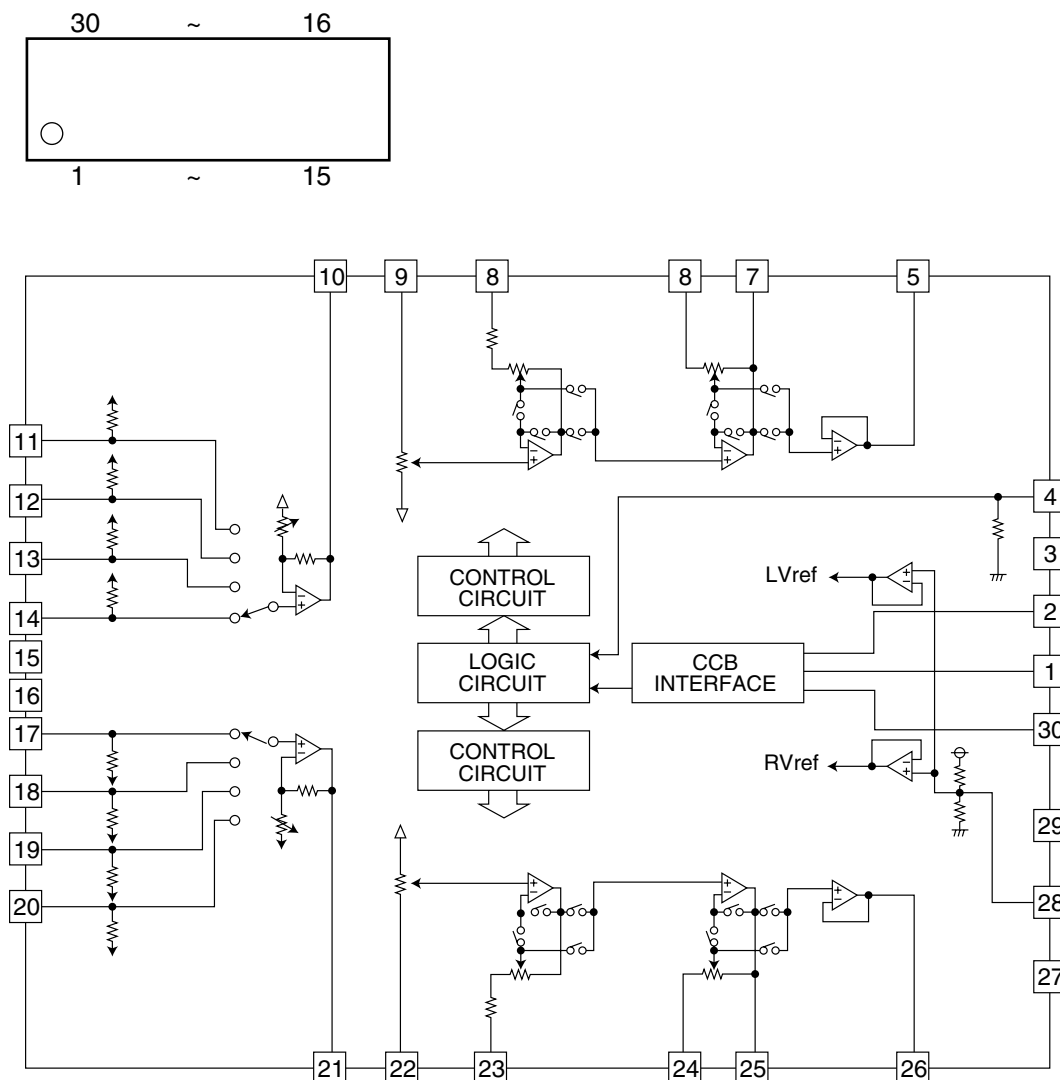 30 ~ 16
1 ~ 15
10 9 8 8 7 5
11
12
13
14
15
16
17
18
19
20
4
3
2
1
30
29
28
27
LVref
RVref
CONTROL
CIRCUIT
LOGIC
CIRCUIT
CONTROL
CIRCUIT
CCB
INTERFACE
21 22 23 24 25 26